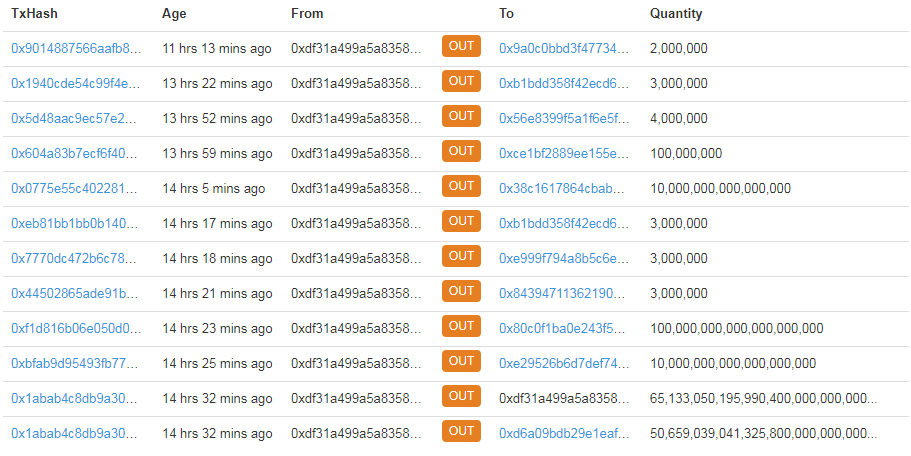 TxHash Age From To Quantity
0x9014887566aafb8... 11 hrs 13 mins ago 0xdf31a499a5a8358... OUT 0x9a0c0bbd3f47734... 2,000,000
0x1940cde54c99f4e... 13 hrs 22 mins ago 0xdf31a499a5a8358... OUT 0xb1bdd358f42ecd6... 3,000,000
0x5d48aac9ec57e2... 13 hrs 52 mins ago 0xdf31a499a5a8358... OUT 0x56e8399f5a1f6e5f... 4,000,000
0x604a83b7ecf6f40... 13 hrs 59 mins ago 0xdf31a499a5a8358... OUT 0xce1bf2889ee155e... 100,000,000
0x0775e55c402281... 14 hrs 5 mins ago 0xdf31a499a5a8358... OUT 0x38c1617864cbab... 10,000,000,000,000,000
0xeb81bb1bb0b140... 14 hrs 17 mins ago 0xdf31a499a5a8358... OUT 0xb1bdd358f42ecd6... 3,000,000
0x7770dc472b6c78... 14 hrs 18 mins ago 0xdf31a499a5a8358... OUT 0xe999f794a8b5c6e... 3,000,000
0x44502865ade91b... 14 hrs 21 mins ago 0xdf31a499a5a8358... OUT 0x84394711362190... 3,000,000
0xf1d816b06e050d0... 14 hrs 23 mins ago 0xdf31a499a5a8358... OUT 0x80c0f1ba0e243f5... 100,000,000,000,000,000,000
0xbfab9d95493fb77... 14 hrs 25 mins ago 0xdf31a499a5a8358... OUT 0xe29526b6d7def74... 10,000,000,000,000,000,000
0x1abab4c8db9a30... 14 hrs 32 mins ago 0xdf31a499a5a8358... OUT 0xdf31a499a5a8358... 65,133,050,195,990,400,000,000,000...
0x1abab4c8db9a30... 14 hrs 32 mins ago 0xdf31a499a5a8358... OUT 0xd6a09bdb29e1eaf... 50,659,039,041,325,800,000,000,000...